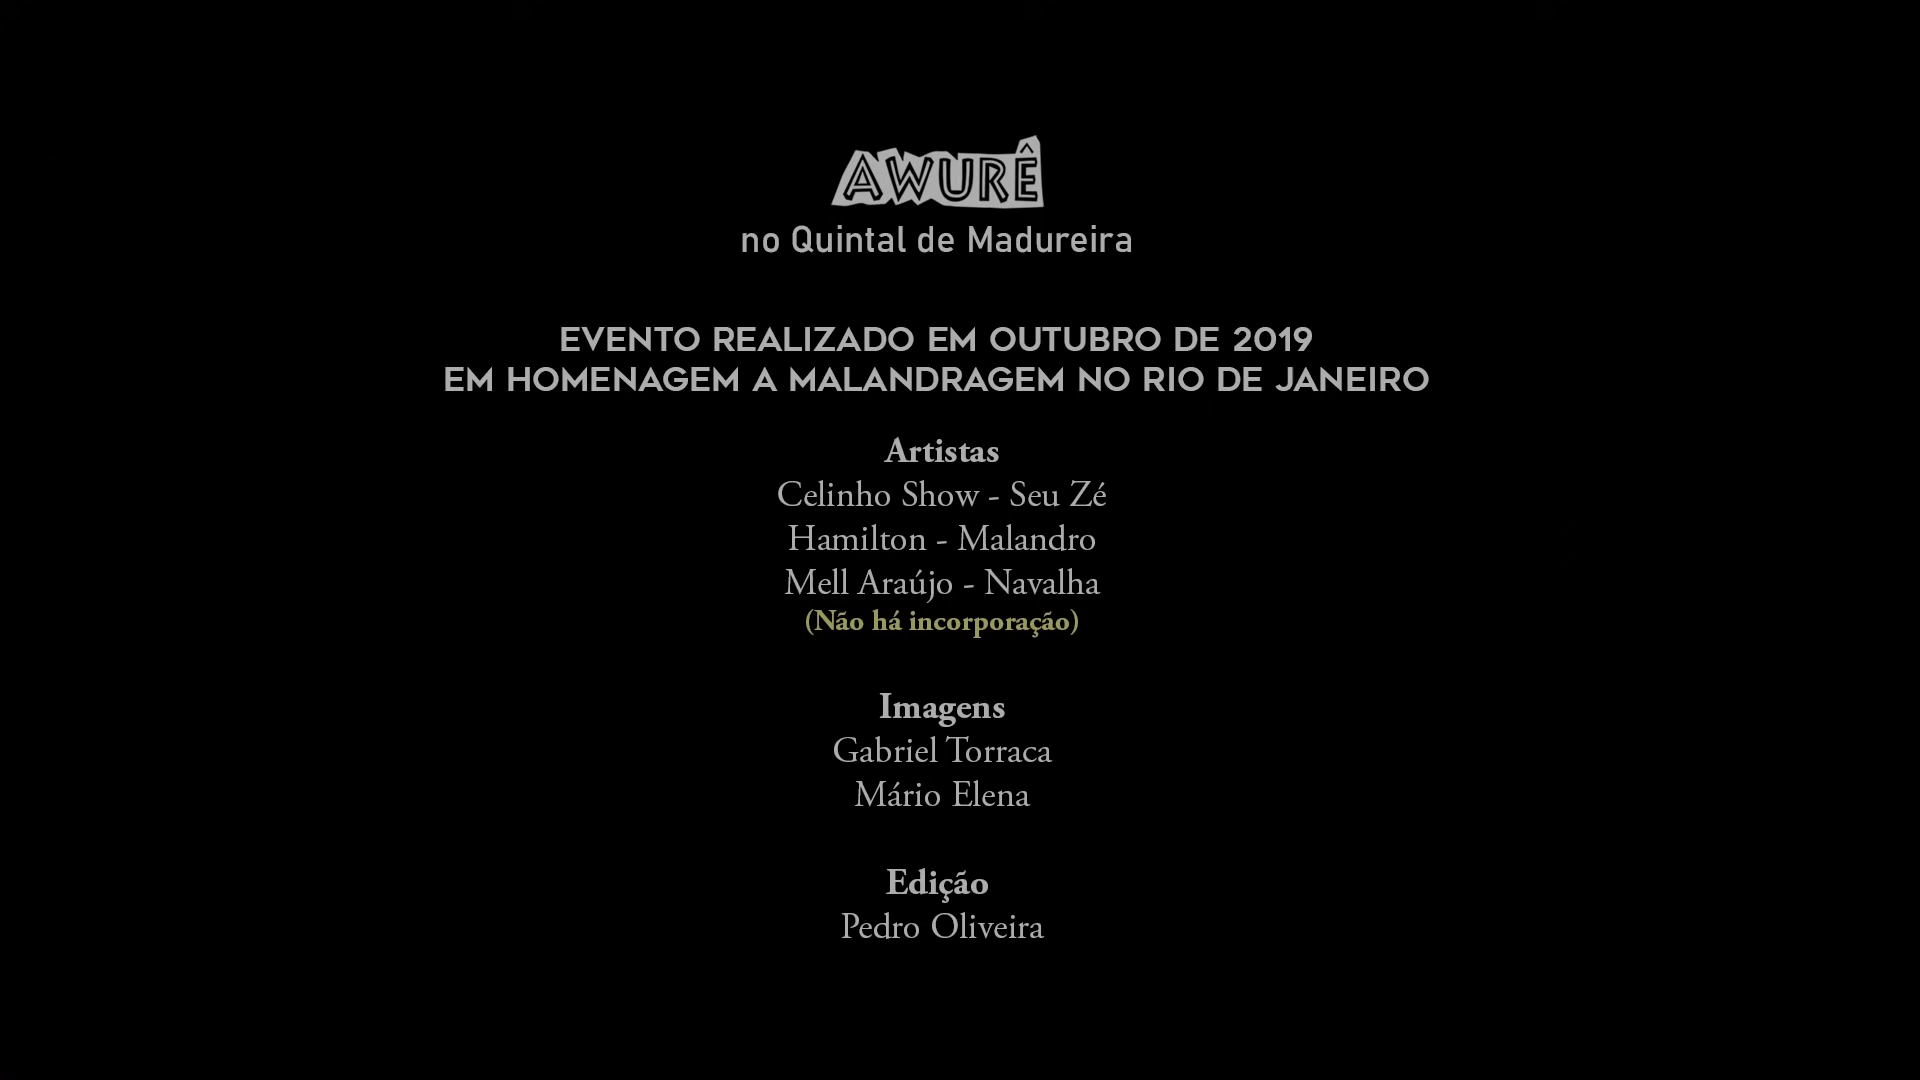 AWURÊ
no Quintal de Madureira
EVENTO REALIZADO EM OUTUBRO DE 2019
EM HOMENAGEM A MALANDRAGEM NO RIO DE JANEIRO
Artistas
Celinho Show - Seu Zé
Hamilton - Malandro
Mell Araújo - Navalha
(Não há incorporação)
Imagens
Gabriel Torraca
Mário Elena
Edição
Pedro Oliveira